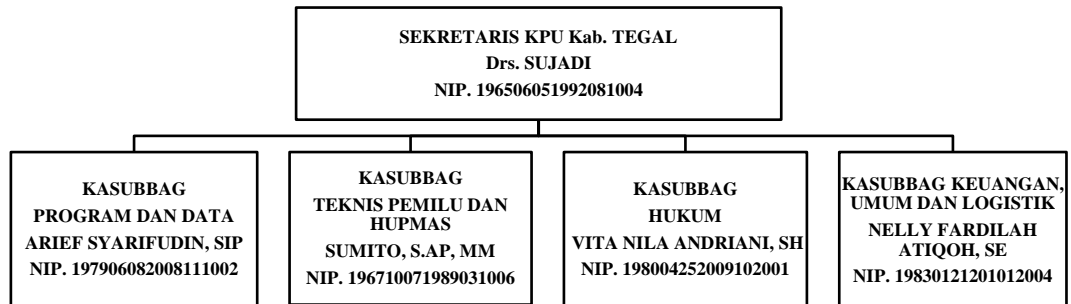 SEKRETARIS KPU Kab. TEGAL
Drs. SUJADI
NIP. 196506051992081004
KASUBBAG
PROGRAM DAN DATA
ARIEF SYARIFUDIN, SIP
NIP. 197906082008111002
KASUBBAG
TEKNIS PEMILU DAN
HUPMAS
SUMITO, S.AP, MM
NIP. 196710071989031006
KASUBBAG
HUKUM
VITA NILA ANDRIANI, SH
NIP. 198004252009102001
KASUBBAG KEUANGAN,
UMUM DAN LOGISTIK
NELLY FARDILAH
ATIQOH, SE
NIP. 19830121201012004